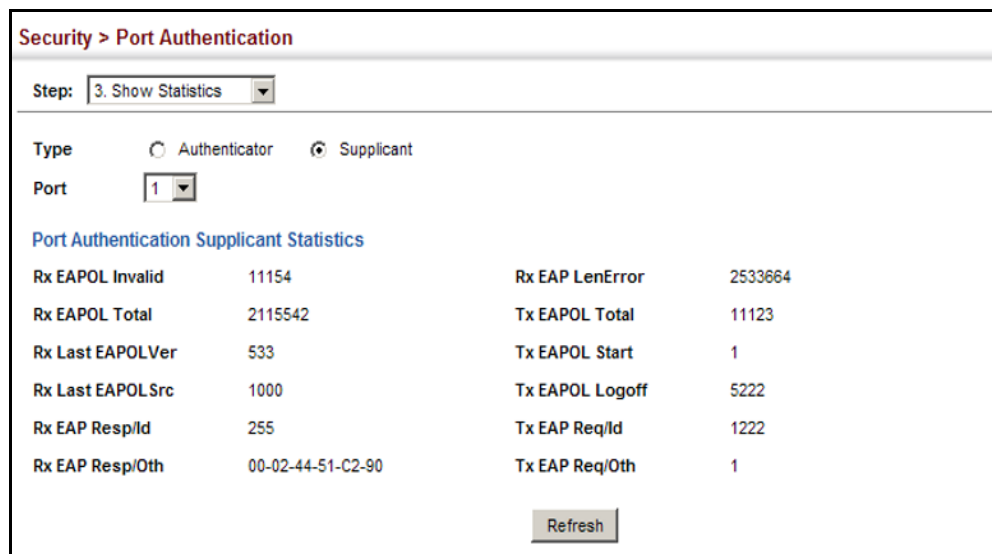 Security > Port Authentication
Step: 3. Show Statistics
Type Authenticator Supplicant
Port 1
Port Authentication Supplicant Statistics
Rx EAPOL Invalid 11154 Rx EAP LenError 2533664
Rx EAPOL Total 2115542 Tx EAPOL Total 11123
Rx Last EAPOLVer 533 Tx EAPOL Start 1
Rx Last EAPOLSrc 1000 Tx EAPOL Logoff 5222
Rx EAP Resp/Id 255 Tx EAP Req/Id 1222
Rx EAP Resp/Oth 00-02-44-51-C2-90 Tx EAP Req/Oth 1
Refresh